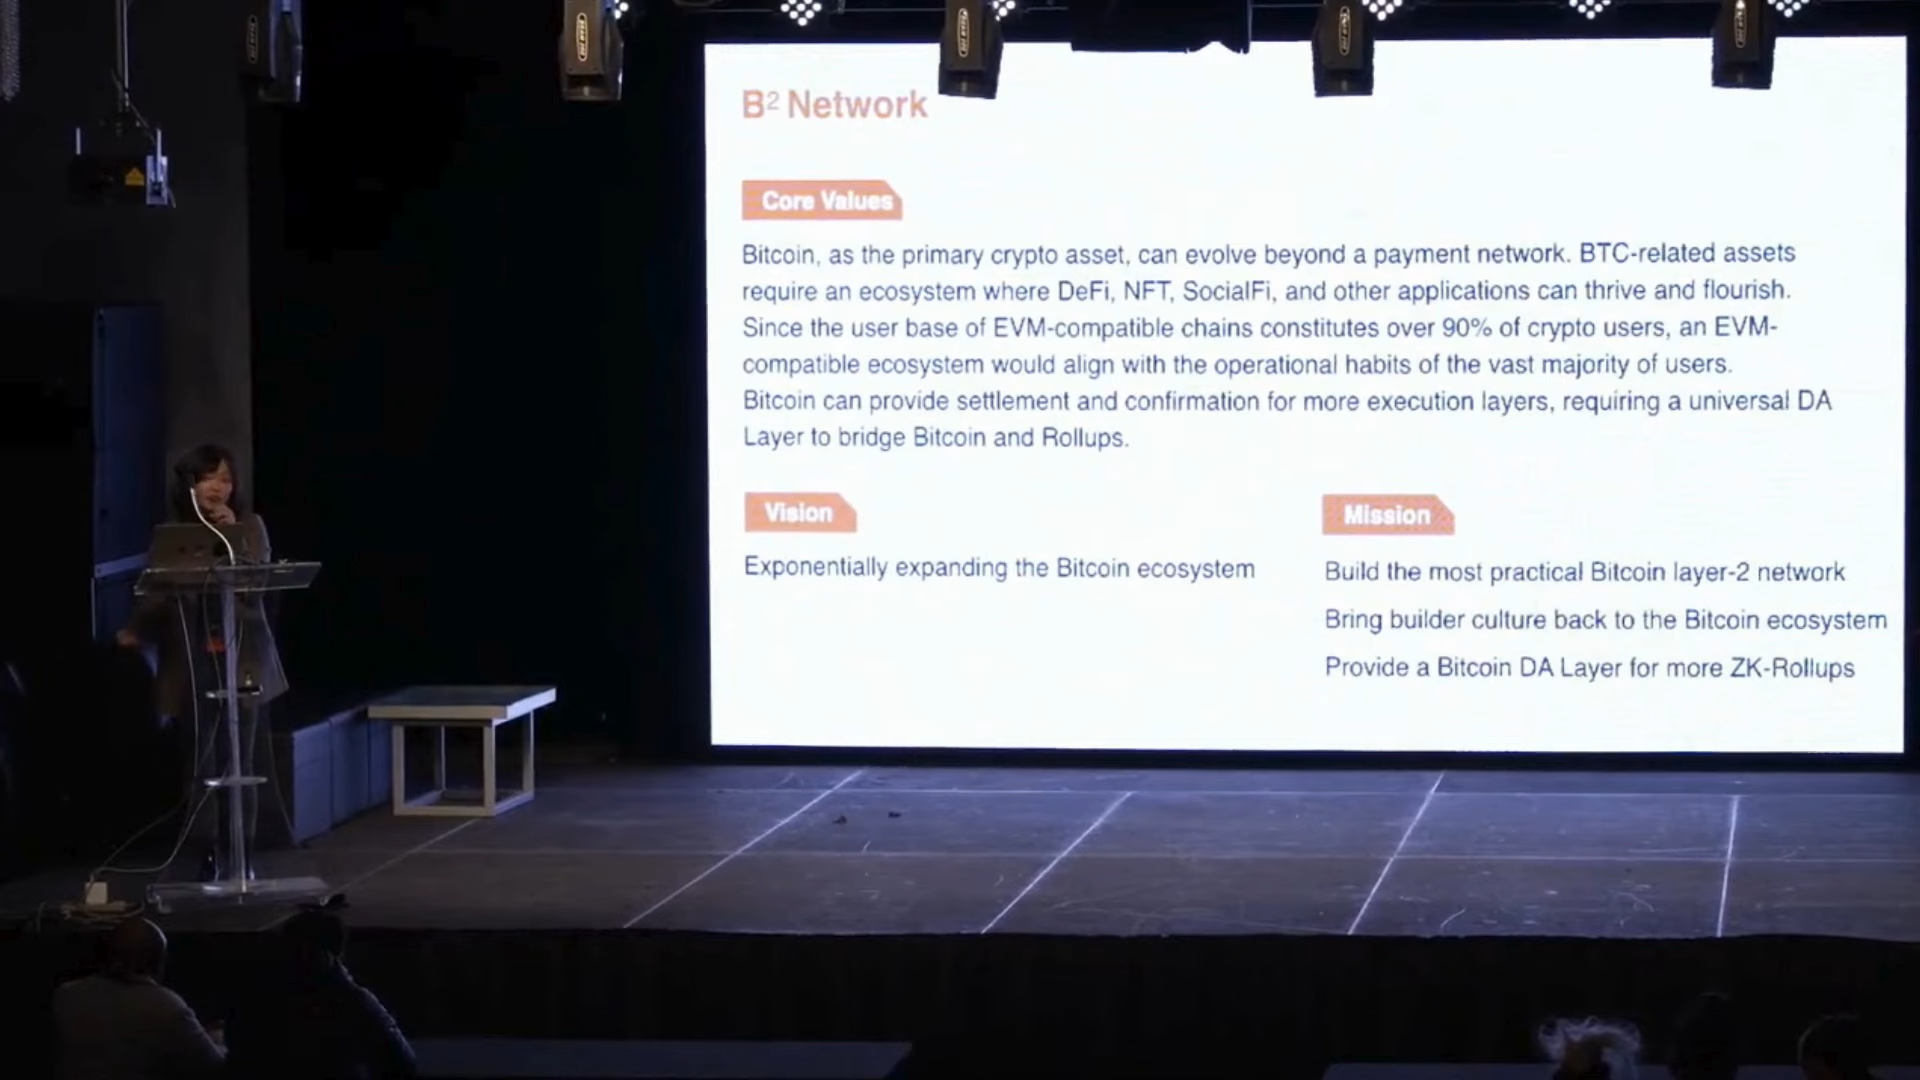 B² Network
Core Values
Bitcoin, as the primary crypto asset, can evolve beyond a payment network. BTC-related assets
require an ecosystem where DeFi, NFT, SocialFi, and other applications can thrive and flourish.
Since the user base of EVM-compatible chains constitutes over 90% of crypto users, an EVM-
compatible ecosystem would align with the operational habits of the vast majority of users.
Bitcoin can provide settlement and confirmation for more execution layers, requiring a universal DA
Layer to bridge Bitcoin and Rollups.
Vision
Exponentially expanding the Bitcoin ecosystem
Mission
Build the most practical Bitcoin layer-2 network
Bring builder culture back to the Bitcoin ecosystem
Provide a Bitcoin DA Layer for more ZK-Rollups